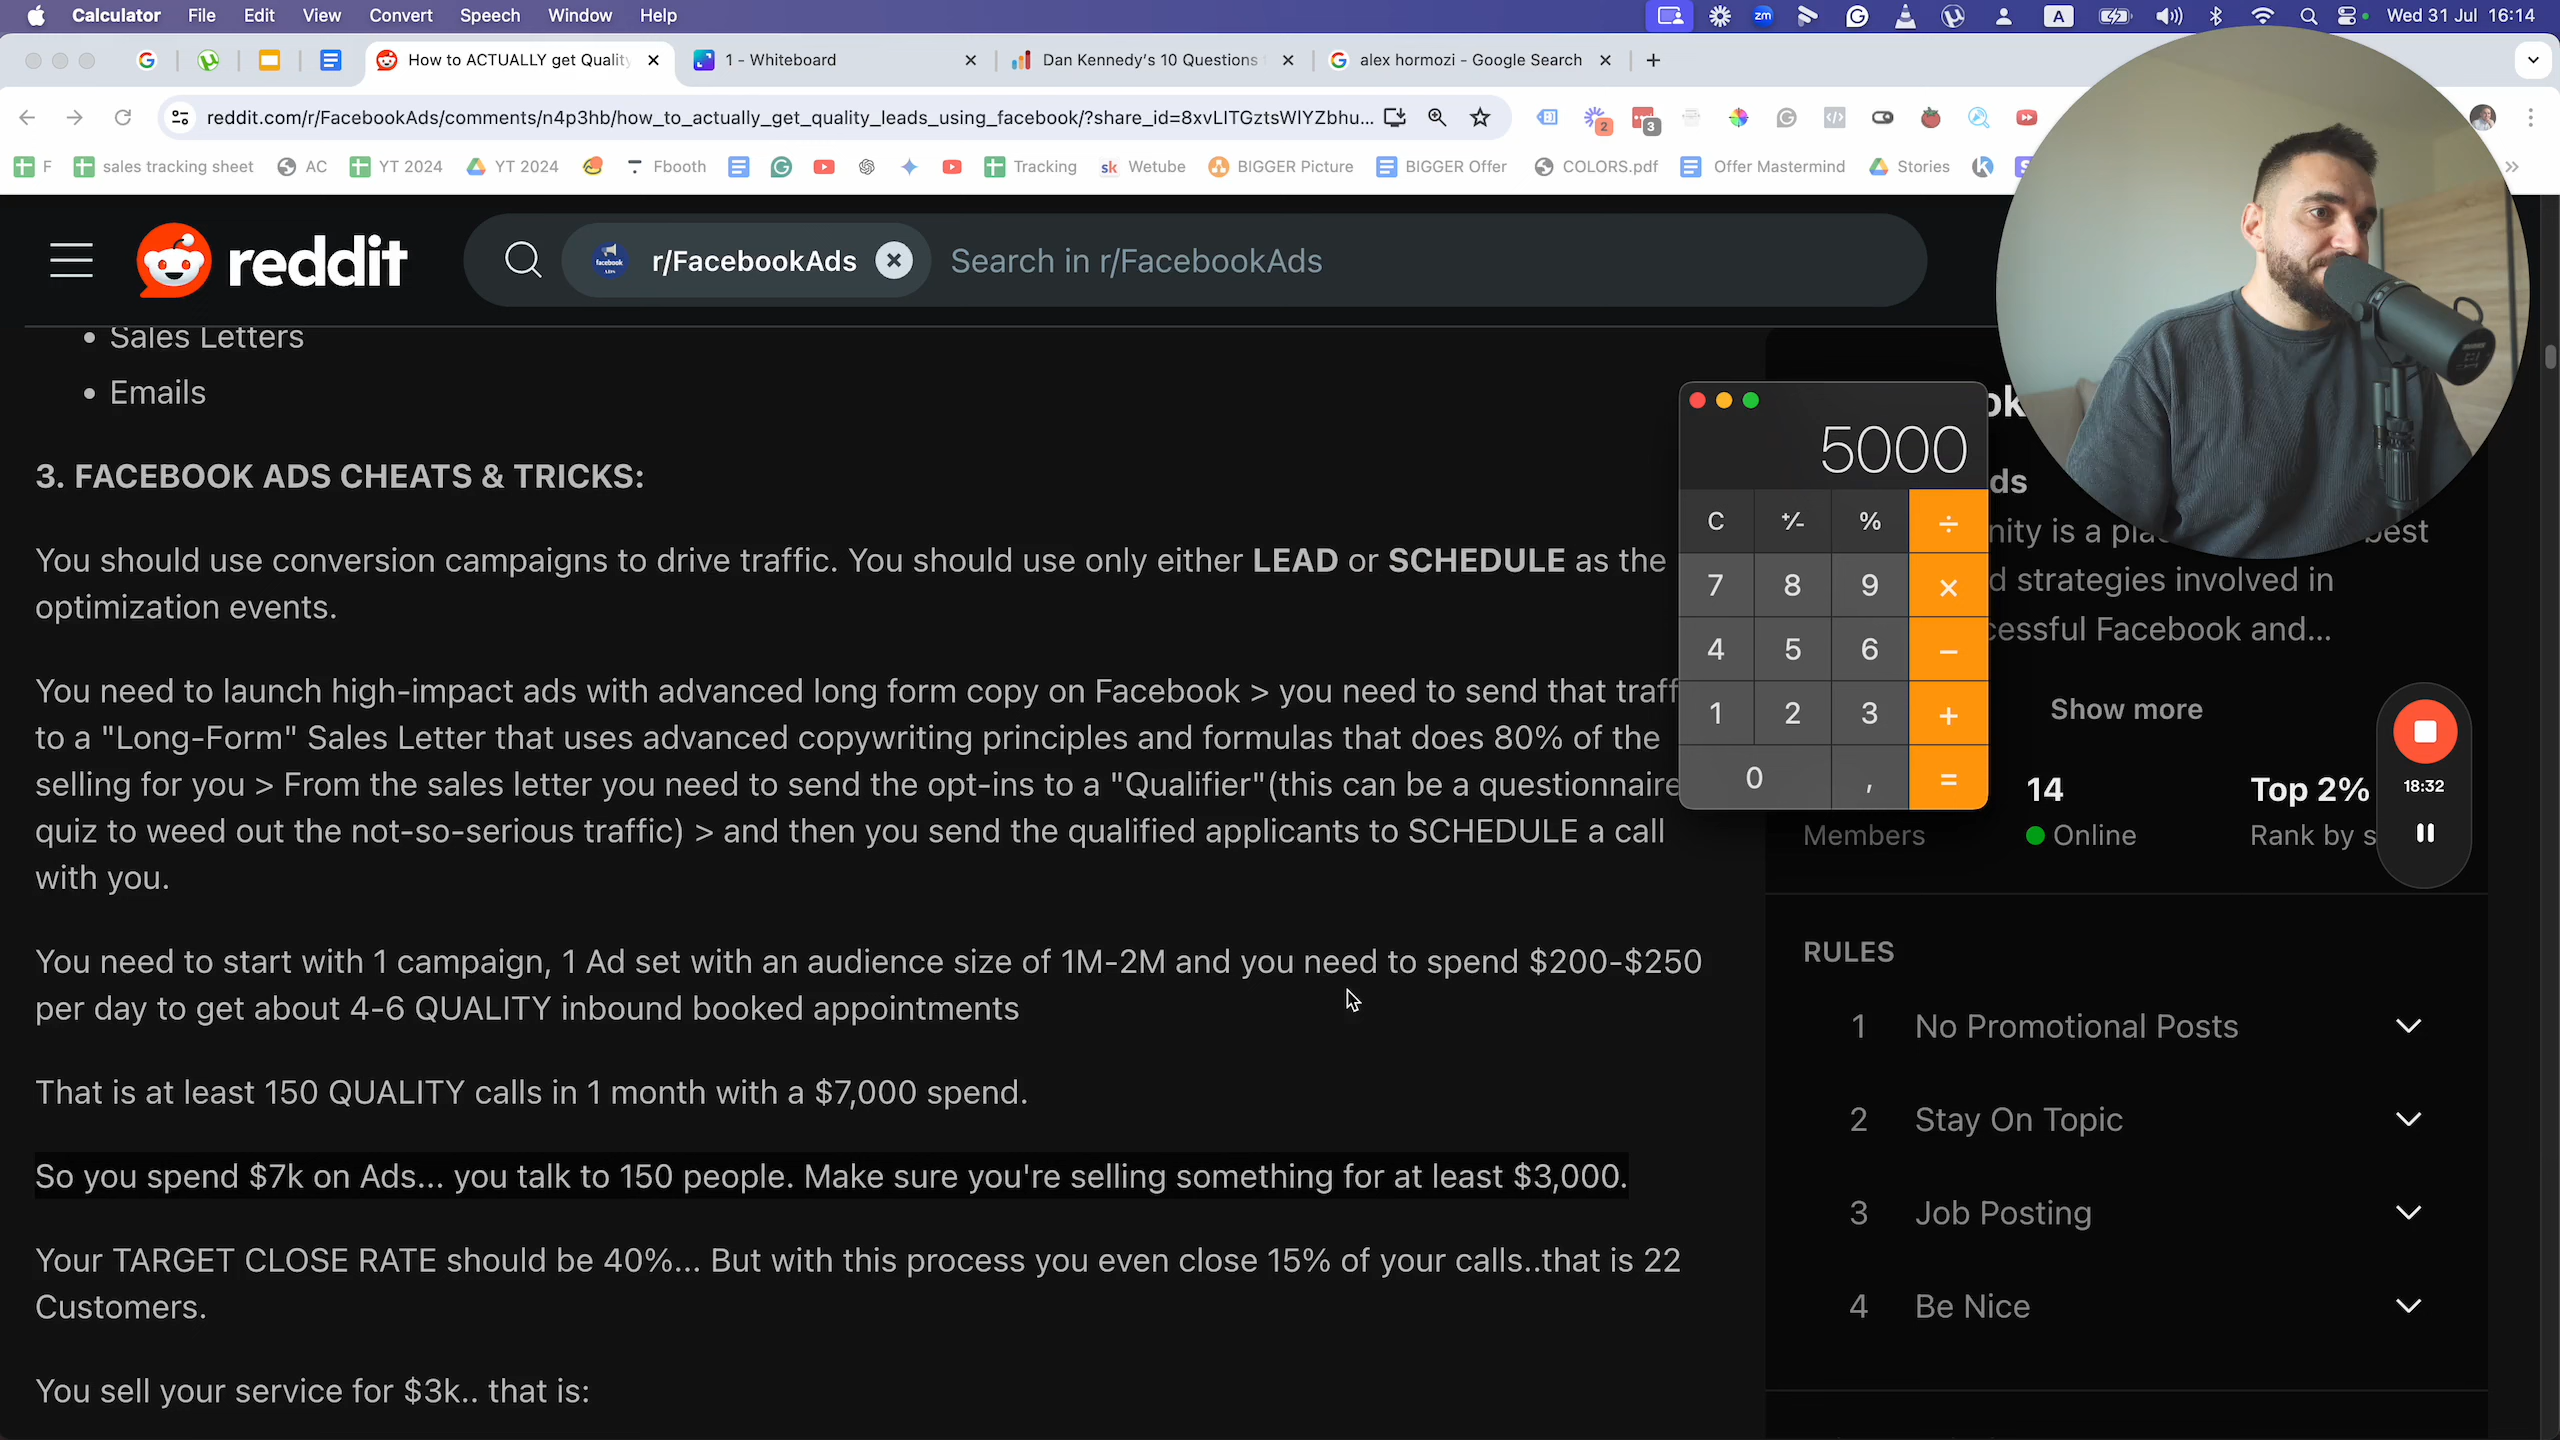 Calculator File Edit View Convert Speech Window Help
zm
A
Wed 31 Jul 16:14
How to ACTUALLY get Quality
1 - Whiteboard
Dan Kennedy's 10 Questions
alex hormozi - Google Search
reddit.com/r/FacebookAds/comments/n4p3hb/how_to_actually_get_quality_leads_using_facebook/?share_id=8xvLITGztsWlYZbhu...
2
3
F
sales tracking sheet
AC
YT 2024
YT 2024
Fbooth
Tracking
sk Wetube
BIGGER Picture
BIGGER Offer
COLORS.pdf
Offer Mastermind
Stories
reddit
r/FacebookAds
Search in r/FacebookAds
• Sales Letters
• Emails
3. FACEBOOK ADS CHEATS & TRICKS:
You should use conversion campaigns to drive traffic. You should use only either LEAD or SCHEDULE as the
optimization events.
You need to launch high-impact ads with advanced long form copy on Facebook > you need to send that traff
to a "Long-Form" Sales Letter that uses advanced copywriting principles and formulas that does 80% of the
selling for you > From the sales letter you need to send the opt-ins to a "Qualifier"(this can be a questionnaire
quiz to weed out the not-so-serious traffic) > and then you send the qualified applicants to SCHEDULE a call
with you.
You need to start with 1 campaign, 1 Ad set with an audience size of 1M-2M and you need to spend $200-$250
per day to get about 4-6 QUALITY inbound booked appointments
That is at least 150 QUALITY calls in 1 month with a $7,000 spend.
So you spend $7k on Ads... you talk to 150 people. Make sure you're selling something for at least $3,000.
Your TARGET CLOSE RATE should be 40%... But with this process you even close 15% of your calls..that is 22
Customers.
You sell your service for $3k.. that is:
5000
C +/- % ÷
7 8 9 ×
4 5 6 −
1 2 3 +
0 , =
ok
ds
nity is a pla best
d strategies involved in
cessful Facebook and...
Show more
14 Top 2%
Members Online Rank by s
18:32
RULES
1 No Promotional Posts
2 Stay On Topic
3 Job Posting
4 Be Nice